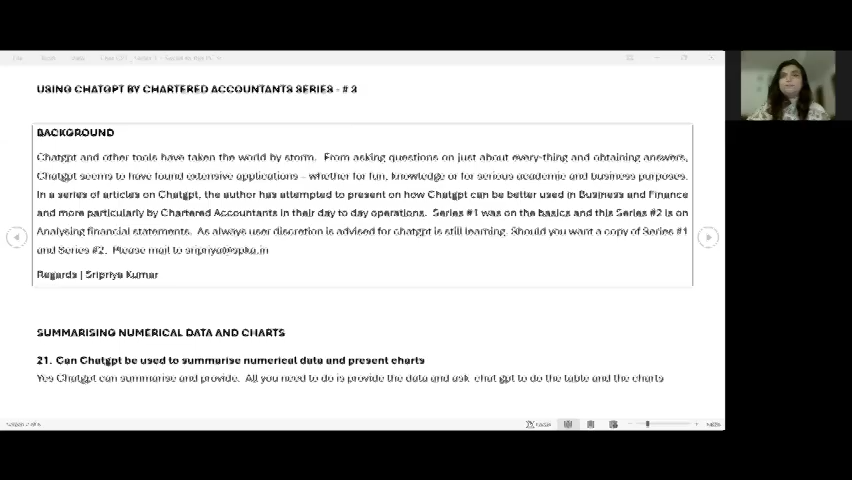 USING CHATGPT BY CHARTERED ACCOUNTANTS SERIES - # 3
BACKGROUND
Chatgpt and other tools have taken the world by storm. From asking questions on just about every-thing and obtaining answers,
Chatgpt seems to have found extensive applications – whether for fun, knowledge or for serious academic and business purposes.
In a series of articles on Chatgpt, the author has attempted to present on how Chatgpt can be better used in Business and Finance
and more particularly by Chartered Accountants in their day to day operations. Series #1 was on the basics and this Series #2 is on
Analysing financial statements. As always user discretion is advised for chatgpt is still learning. Should you want a copy of Series #1
and Series #2. Please mail to sripriya@spka.in
Regards | Sripriya Kumar
SUMMARISING NUMERICAL DATA AND CHARTS
21. Can Chatgpt be used to summarise numerical data and present charts
Yes Chatgpt can summarise and provide. All you need to do is provide the data and ask chat gpt to do the table and the charts